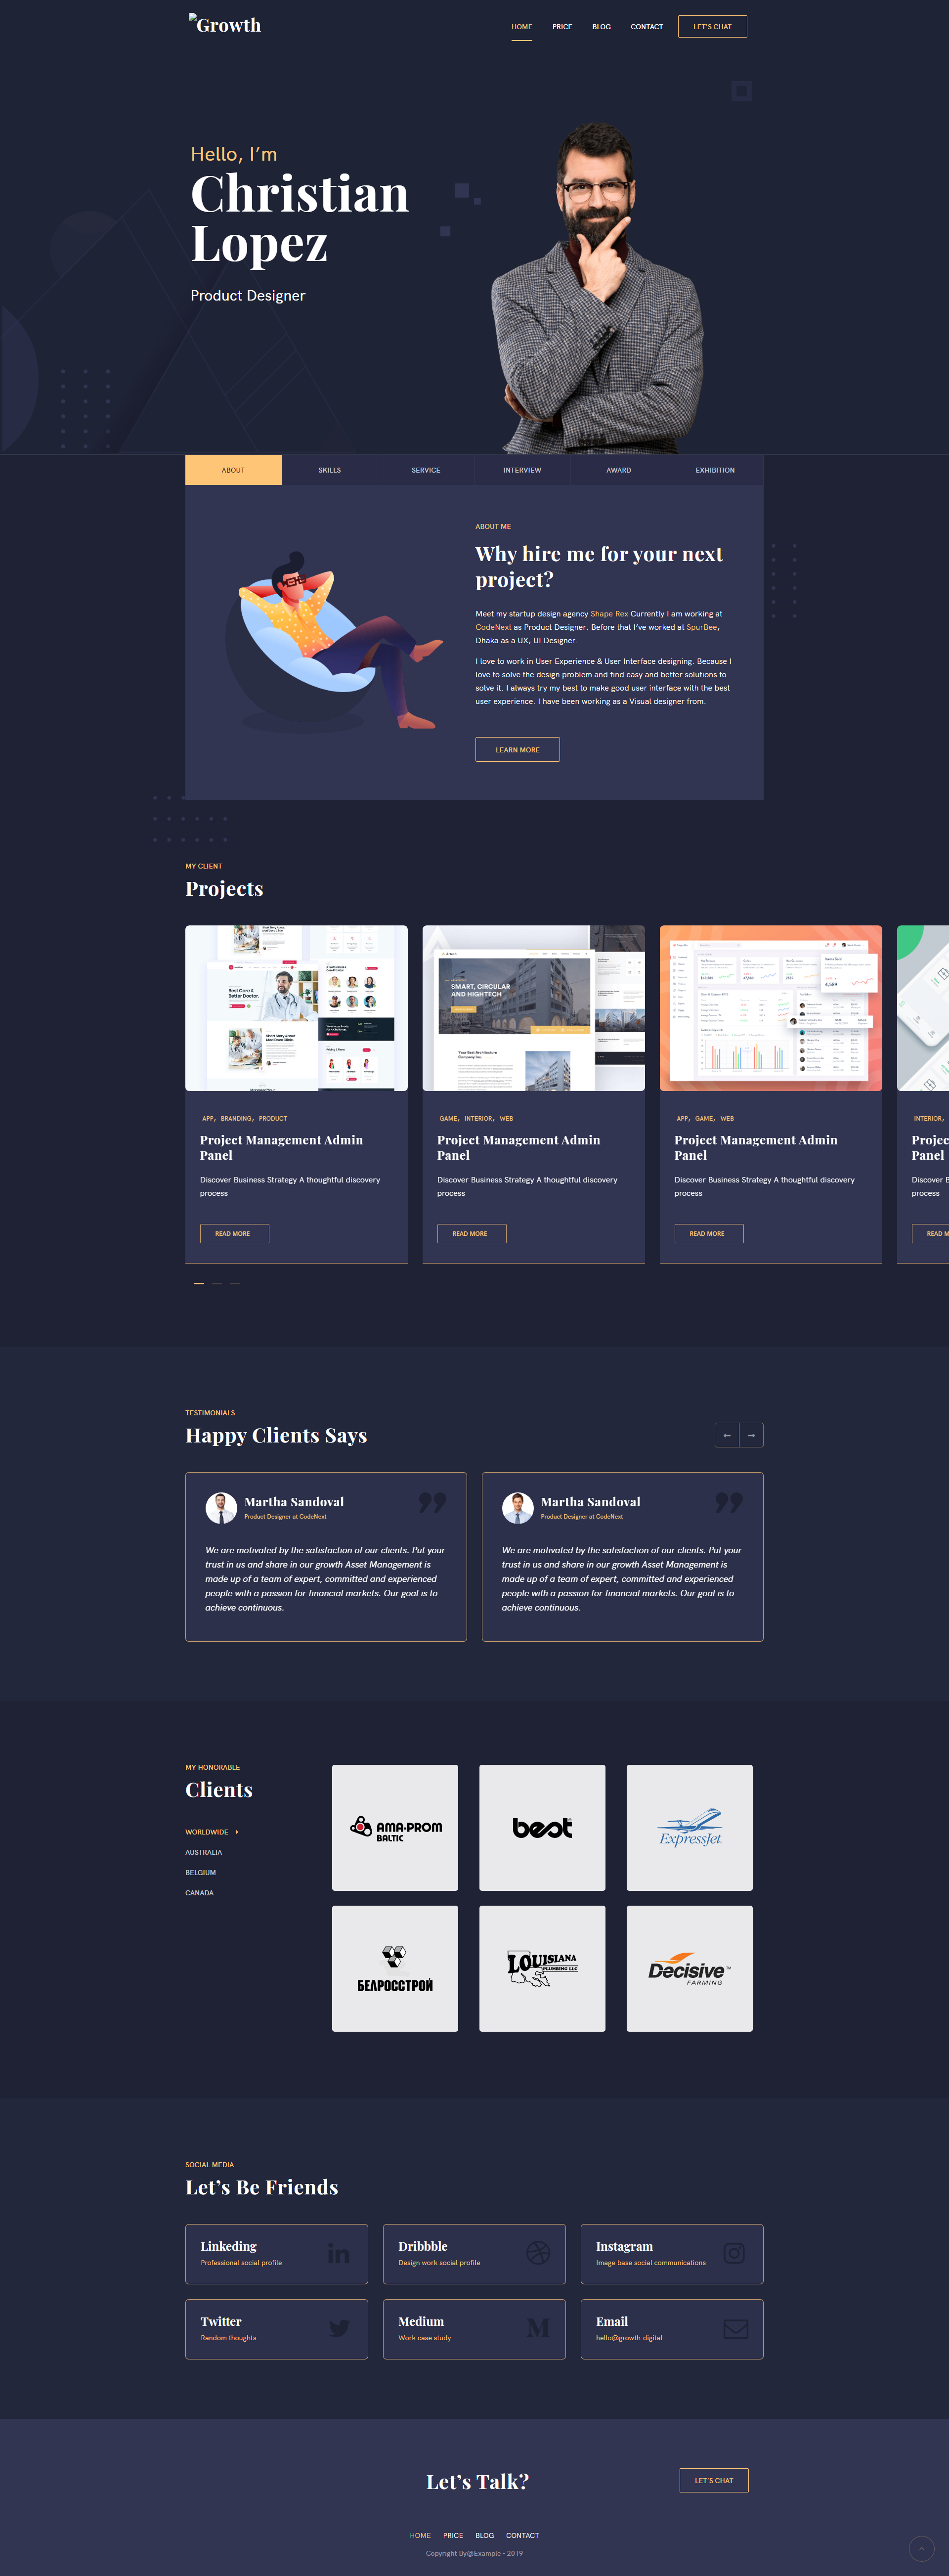 Growth
HOME PRICE BLOG CONTACT LET'S CHAT
Hello, I'm
Christian
Lopez
Product Designer
ABOUT SKILLS SERVICE INTERVIEW AWARD EXHIBITION
ABOUT ME
Why hire me for your next
project?
Meet my startup design agency Shape Rex Currently I am working at
CodeNext as Product Designer. Before that I've worked at SpurBee,
Dhaka as a UX, UI Designer.
I love to work in User Experience & User Interface designing. Because I
love to solve the design problem and find easy and better solutions to
solve it. I always try my best to make good user interface with the best
user experience. I have been working as a Visual designer from.
LEARN MORE
MY CLIENT
Projects
Best Care &
Better Doctor.
SMART, CIRCULAR
AND HIGHTECH
Your Best Architecture
Company Inc.
4,589
APP, BRANDING, PRODUCT
Project Management Admin
Panel
Discover Business Strategy A thoughtful discovery
process
READ MORE
GAME, INTERIOR, WEB
Project Management Admin
Panel
Discover Business Strategy A thoughtful discovery
process
READ MORE
APP, GAME, WEB
Project Management Admin
Panel
Discover Business Strategy A thoughtful discovery
process
READ MORE
INTERIOR,
Projec
Panel
Discover B
process
READ M
TESTIMONIALS
Happy Clients Says
Martha Sandoval
Product Designer at CodeNext
We are motivated by the satisfaction of our clients. Put your
trust in us and share in our growth Asset Management is
made up of a team of expert, committed and experienced
people with a passion for financial markets. Our goal is to
achieve continuous.
Martha Sandoval
Product Designer at CodeNext
We are motivated by the satisfaction of our clients. Put your
trust in us and share in our growth Asset Management is
made up of a team of expert, committed and experienced
people with a passion for financial markets. Our goal is to
achieve continuous.
MY HONORABLE
Clients
WORLDWIDE
AUSTRALIA
BELGIUM
CANADA
AMA-PROM
BALTIC
best
ExpressJet
БЕЛРОССТРОЙ
LOUISIANA
PLUMBING LLC
Decisive TM
FARMING
SOCIAL MEDIA
Let's Be Friends
Linkeding
Professional social profile
Dribbble
Design work social profile
Instagram
Image base social communications
Twitter
Random thoughts
Medium
Work case study
Email
hello@growth.digital
Let's Talk?
LET'S CHAT
HOME PRICE BLOG CONTACT
Copyright By@Example - 2019